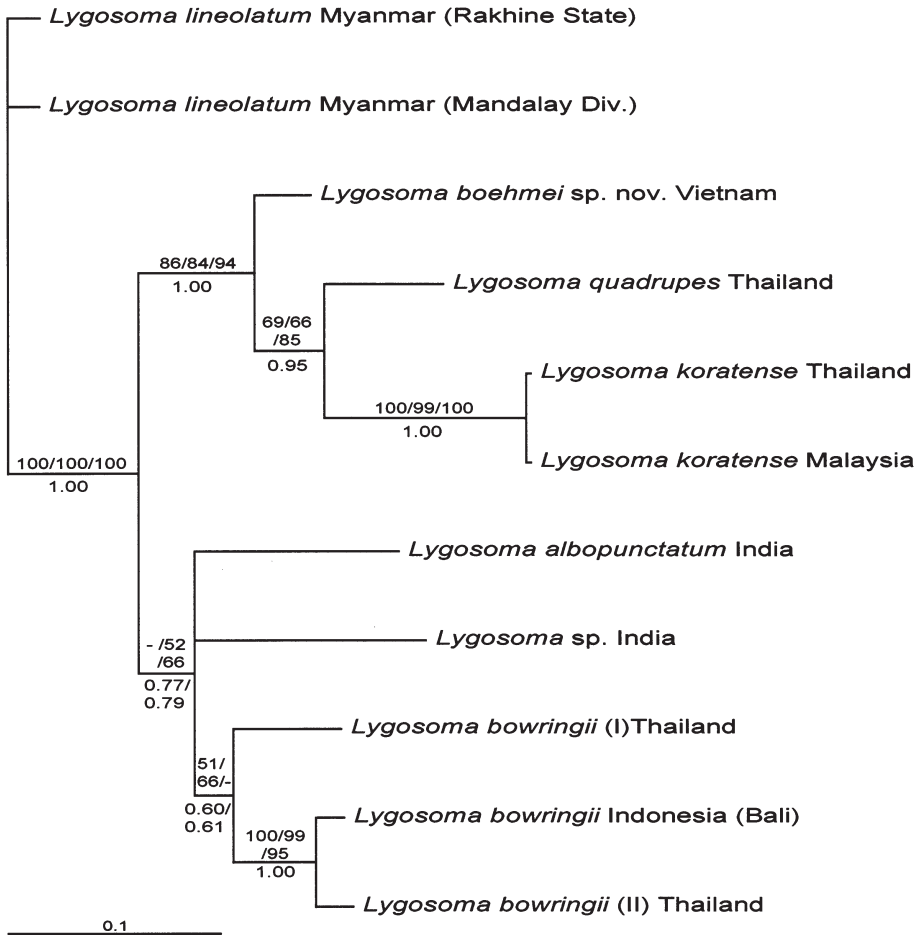 Lygosoma lineolatum Myanmar (Rakhine State)
Lygosoma lineolatum Myanmar (Mandalay Div.)
Lygosoma boehmei sp. nov. Vietnam
86/84/94
1.00
Lygosoma quadrupes Thailand
69/66
/85
0.95
Lygosoma koratense Thailand
100/99/100
1.00
Lygosoma koratense Malaysia
100/100/100
1.00
Lygosoma albopunctatum India
Lygosoma sp. India
- /52
/66
0.77/
0.79
Lygosoma bowringii (I)Thailand
51/
66/-
0.60/
0.61
Lygosoma bowringii Indonesia (Bali)
100/99
/95
1.00
Lygosoma bowringii (II) Thailand
0.1